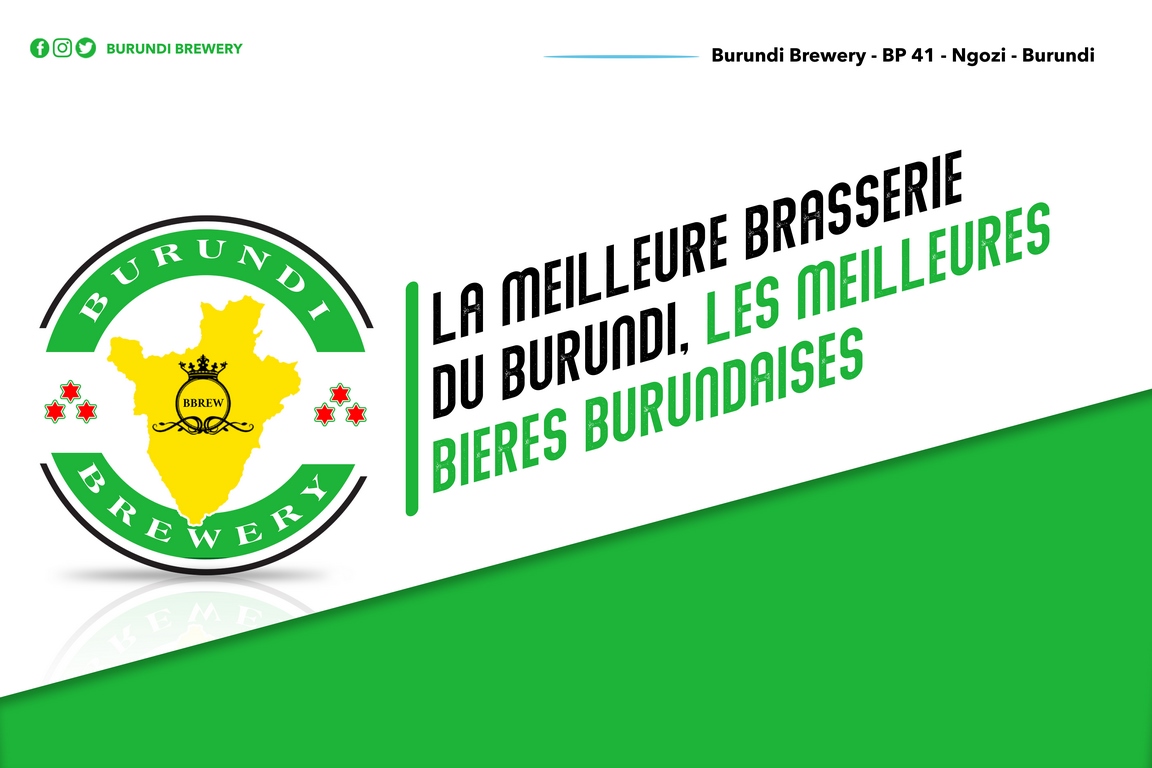 BURUNDI BREWERY
Burundi Brewery - BP 41 - Ngozi - Burundi
LA MEILLEURE BRASSERIE
DU BURUNDI, LES MEILLEURES
BIERES BURUNDAISES
BURUNDI
BBREW
BREWERY